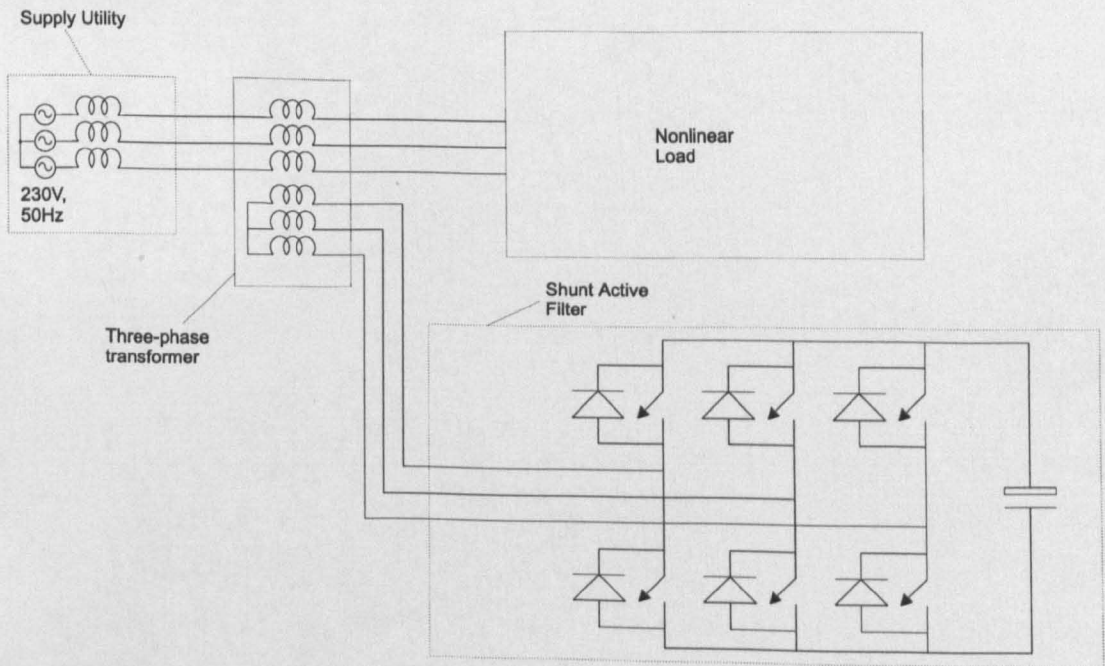 Supply Utility
Nonlinear
Load
230V,
50Hz
Shunt Active
Filter
Three-phase
transformer